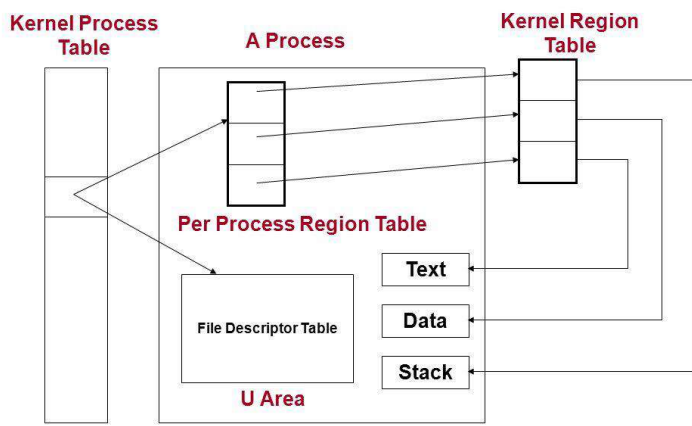 Kernel Process
Table
A Process
Kernel Region
Table
Per Process Region Table
Text
File Descriptor Table
Data
Stack
U Area